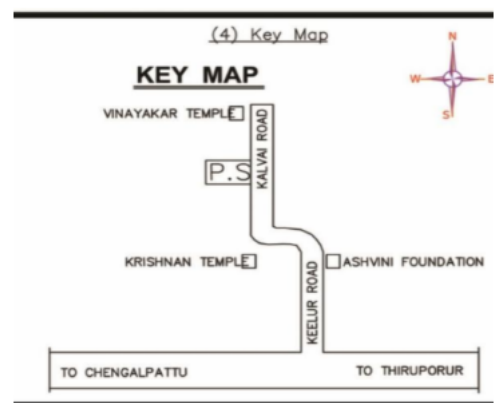 (4) Key Map
N
KEY MAP
W
E
VINAYAKAR TEMPLE
S
KALVAI ROAD
P.S
KRISHNAN TEMPLE
ASHVINI FOUNDATION
KEELUR ROAD
TO CHENGALPATTU
TO THIRUPORUR